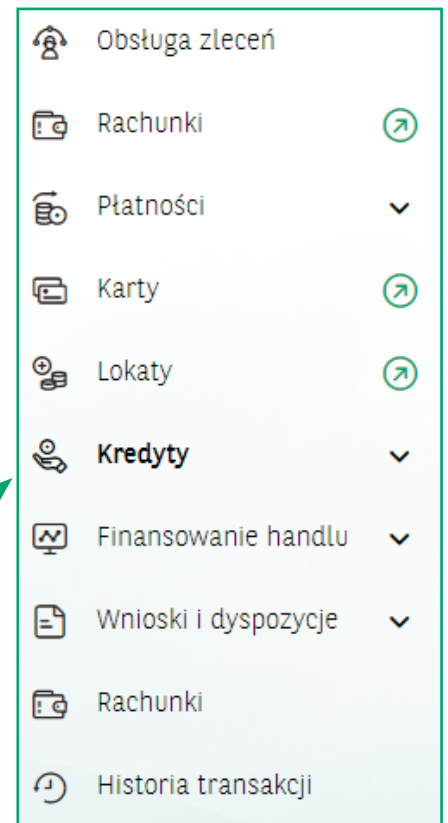 Obsługa zleceń
Rachunki
Płatności
Karty
Lokaty
Kredyty
Finansowanie handlu
Wnioski i dyspozycje
Rachunki
Historia transakcji